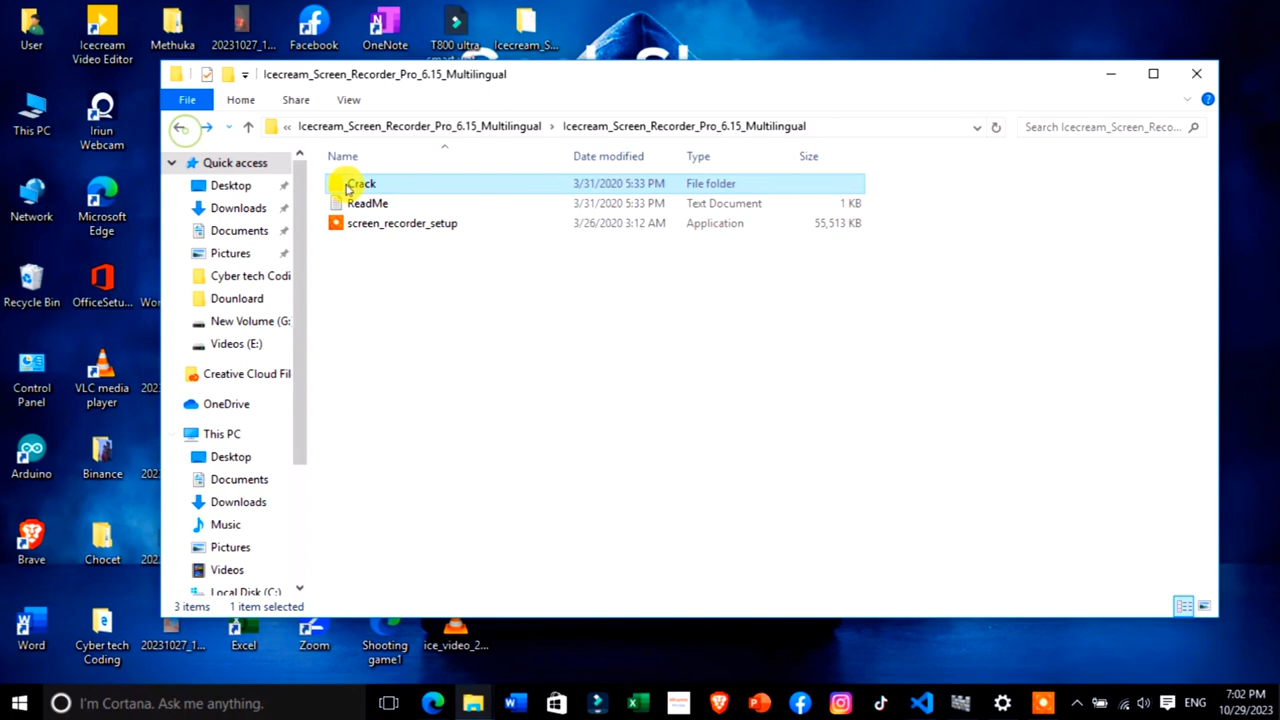 User
Icecream
Video Editor
Methuka
20231027_1...
Facebook
OneNote
T800 ultra
Icecream_S...
Icecream_Screen_Recorder_Pro_6.15_Multilingual
File
Home
Share
View
« Icecream_Screen_Recorder_Pro_6.15_Multilingual > Icecream_Screen_Recorder_Pro_6.15_Multilingual
Search Icecream_Screen_Reco...
Name
Date modified
Type
Size
Crack
3/31/2020 5:33 PM
File folder
ReadMe
3/31/2020 5:33 PM
Text Document
1 KB
screen_recorder_setup
3/26/2020 3:12 AM
Application
55,513 KB
Quick access
Desktop
Downloads
Documents
Pictures
Cyber tech Codi
Dounloard
New Volume (G:
Videos (E:)
Creative Cloud Fil
OneDrive
This PC
Desktop
Documents
Downloads
Music
Pictures
Videos
Local Disk (C:)
3 items
1 item selected
This PC
Iriun
Webcam
Network
Microsoft
Edge
Recycle Bin
OfficeSetu...
Control
Panel
VLC media
player
Arduino
Binance
Brave
Chocet
Word
Cyber tech
Coding
20231027_1...
Excel
Zoom
Shooting
game1
ice_video_2...
I'm Cortana. Ask me anything.
ENG
7:02 PM
10/29/2023